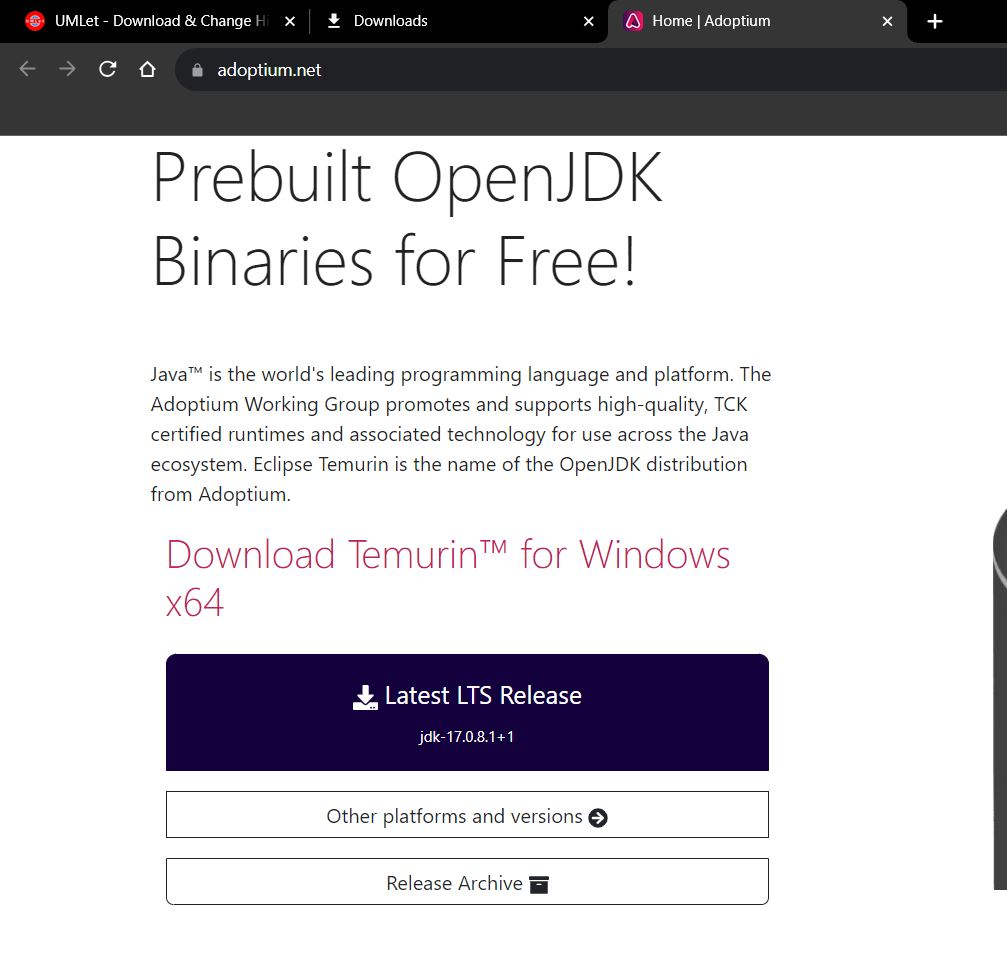 UMLet - Download & Change Hi
Downloads
Home | Adoptium
adoptium.net
Prebuilt OpenJDK
Binaries for Free!
Java™ is the world's leading programming language and platform. The
Adoptium Working Group promotes and supports high-quality, TCK
certified runtimes and associated technology for use across the Java
ecosystem. Eclipse Temurin is the name of the OpenJDK distribution
from Adoptium.
Download Temurin™ for Windows
x64
Latest LTS Release
jdk-17.0.8.1+1
Other platforms and versions
Release Archive